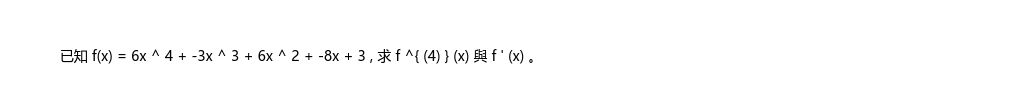 已知 f(x) = 6x ^ 4 + -3x ^ 3 + 6x ^ 2 + -8x + 3 , 求 f ^{ (4) } (x) 與 f ' (x) 。